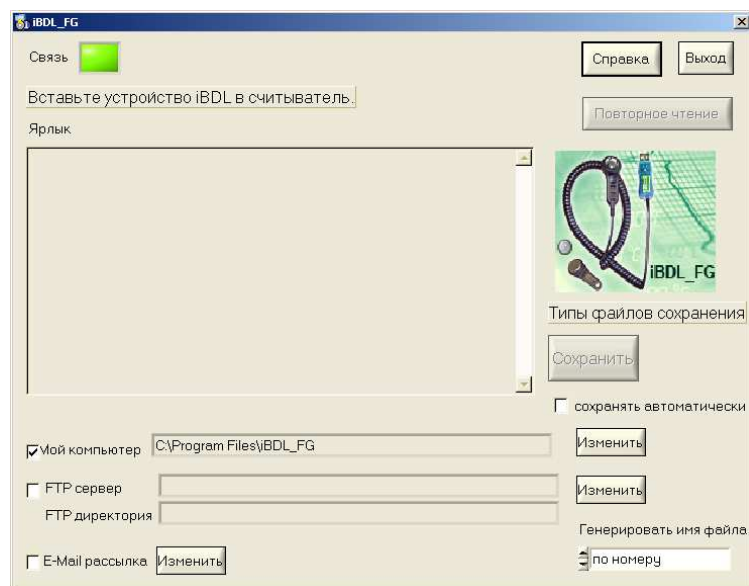 iBDL_FG
Связь
Справка
Выход
Вставьте устройство iBDL в считыватель.
Повторное чтение
Ярлык
iBDL_FG
Типы файлов сохранения
Сохранить
сохранять автоматически
Мой компьютер C:\Program Files\iBDL_FG Изменить
FTP сервер Изменить
FTP директория
Генерировать имя файла
E-Mail рассылка Изменить
по номеру